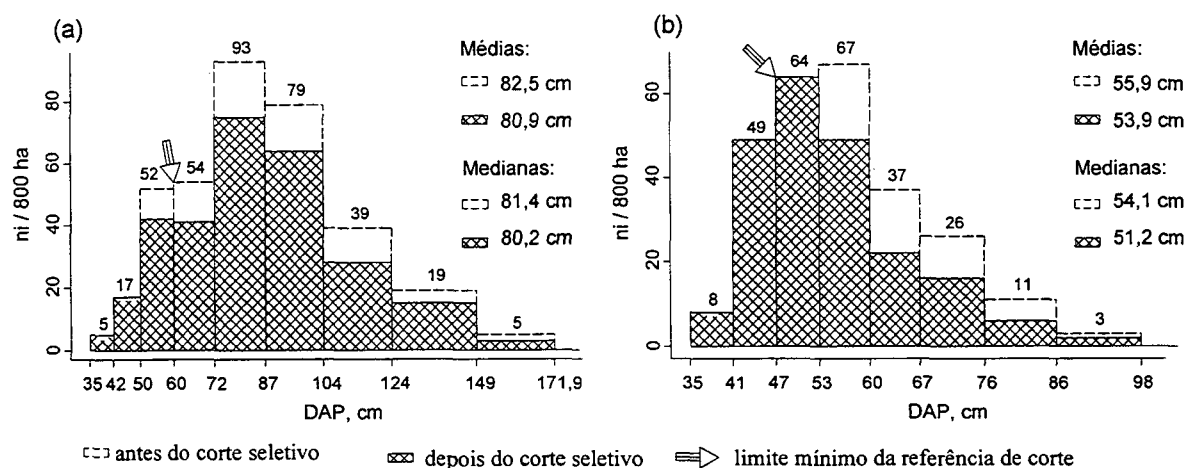 (a)
93
79
52
54
39
17
19
5
5
Médias:
82,5 cm
80,9 cm
Medianas:
81,4 cm
80,2 cm
ni / 800 ha
80
60
40
20
0
35 42 50 60 72 87 104 124 149 171,9
DAP, cm
(b)
67
64
49
37
26
8
11
3
Médias:
55,9 cm
53,9 cm
Medianas:
54,1 cm
51,2 cm
ni / 800 ha
60
40
20
0
35 41 47 53 60 67 76 86 98
DAP, cm
antes do corte seletivo depois do corte seletivo limite mínimo da referência de corte